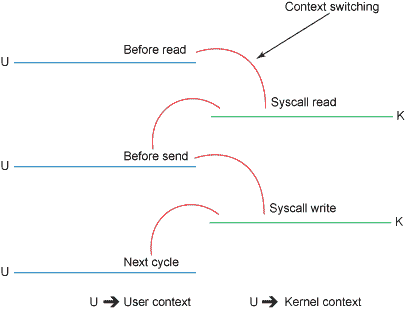 Context switching
Before read
U
Syscall read
K
Before send
U
Syscall write
K
Next cycle
U
U → User context U → Kernel context